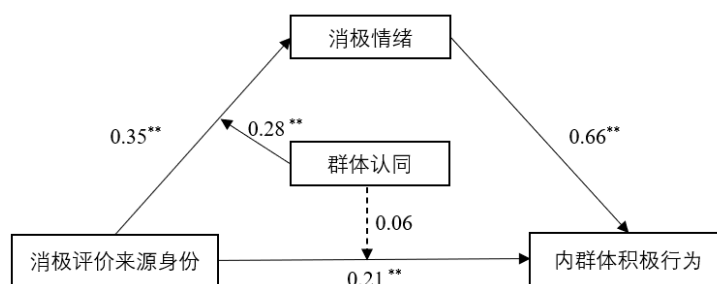 消极情绪
0.35**
0.28**
0.66**
群体认同
0.06
消极评价来源身份
内群体积极行为
0.21**